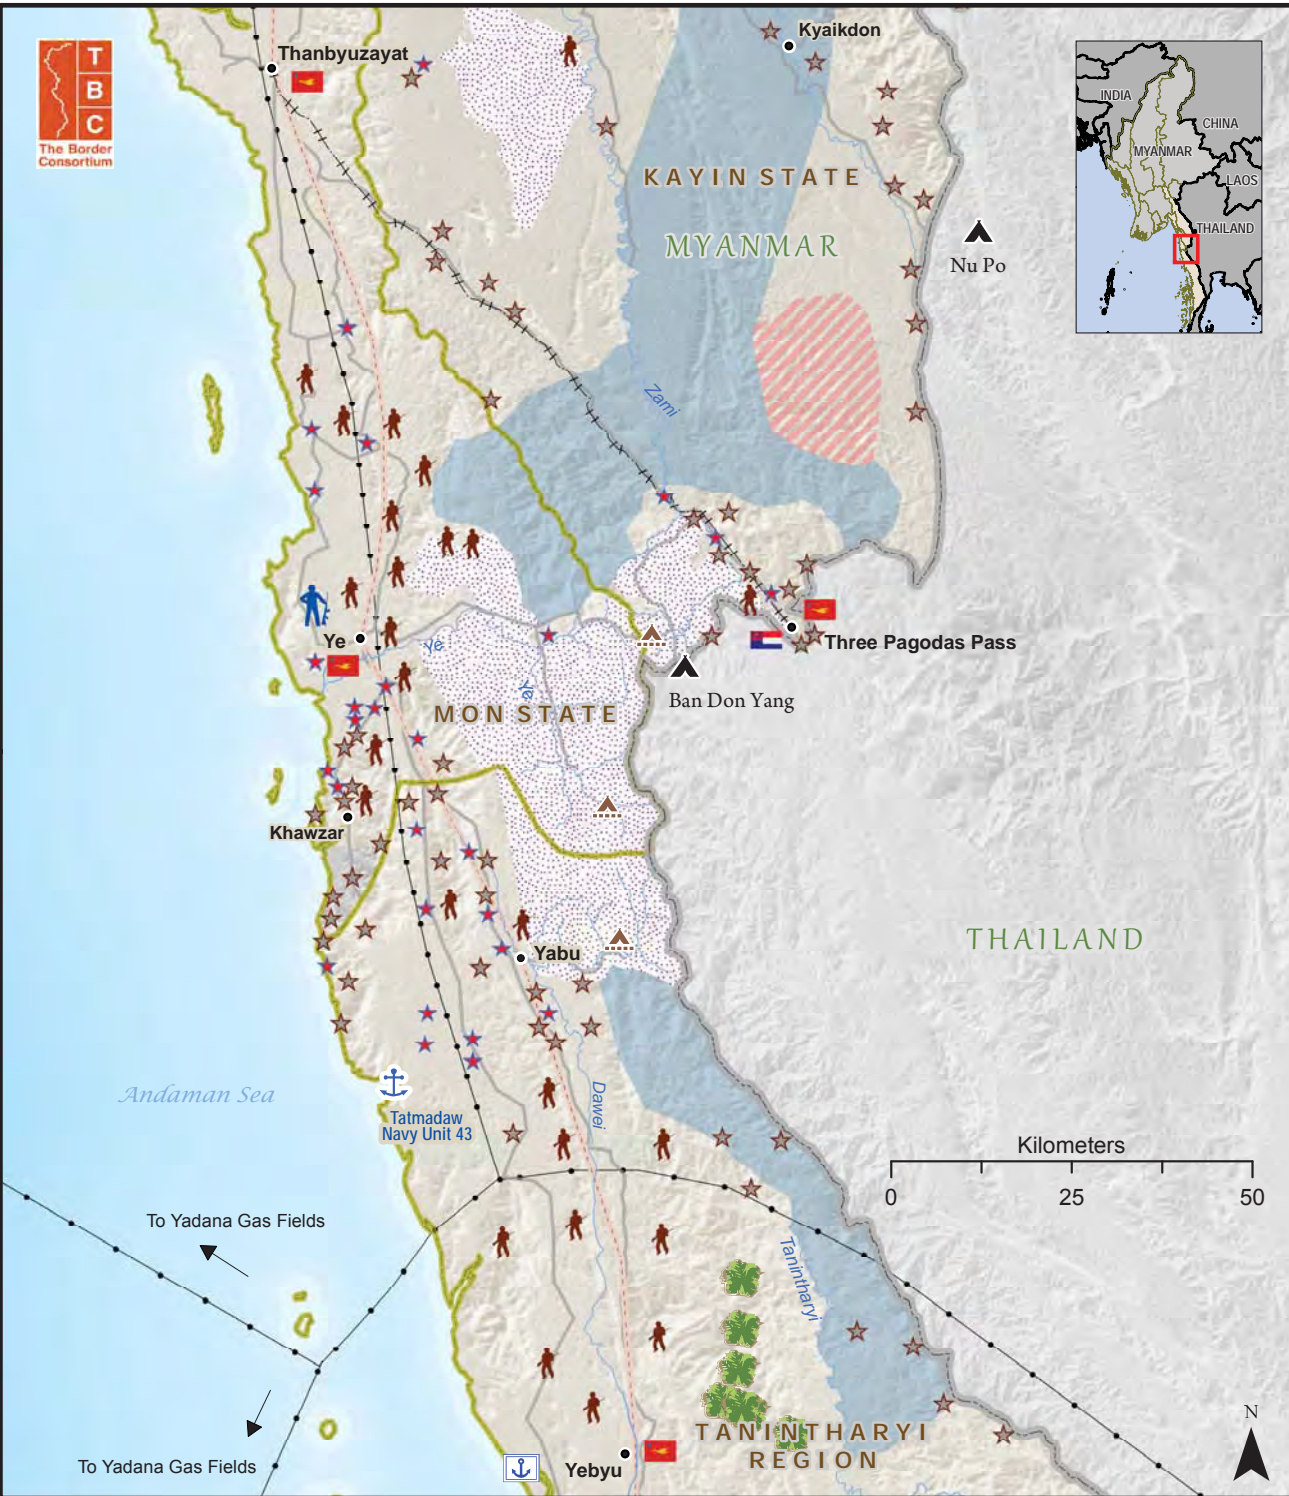 T
B
C
The Border
Consortium
Thanbyuzayat
Kyaikdon
INDIA
CHINA
MYANMAR
LAOS
THAILAND
KAYIN STATE
MYANMAR
Nu Po
Zami
Ye
Ye
Three Pagodas Pass
Ban Don Yang
Ya
MON STATE
Khawzar
Yabu
THAILAND
Andaman Sea
Tatmadaw
Navy Unit 43
Dawei
Kilometers
0 25 50
To Yadana Gas Fields
Tanintharyi
To Yadana Gas Fields
TANINTHARYI
REGION
Yebyu
N